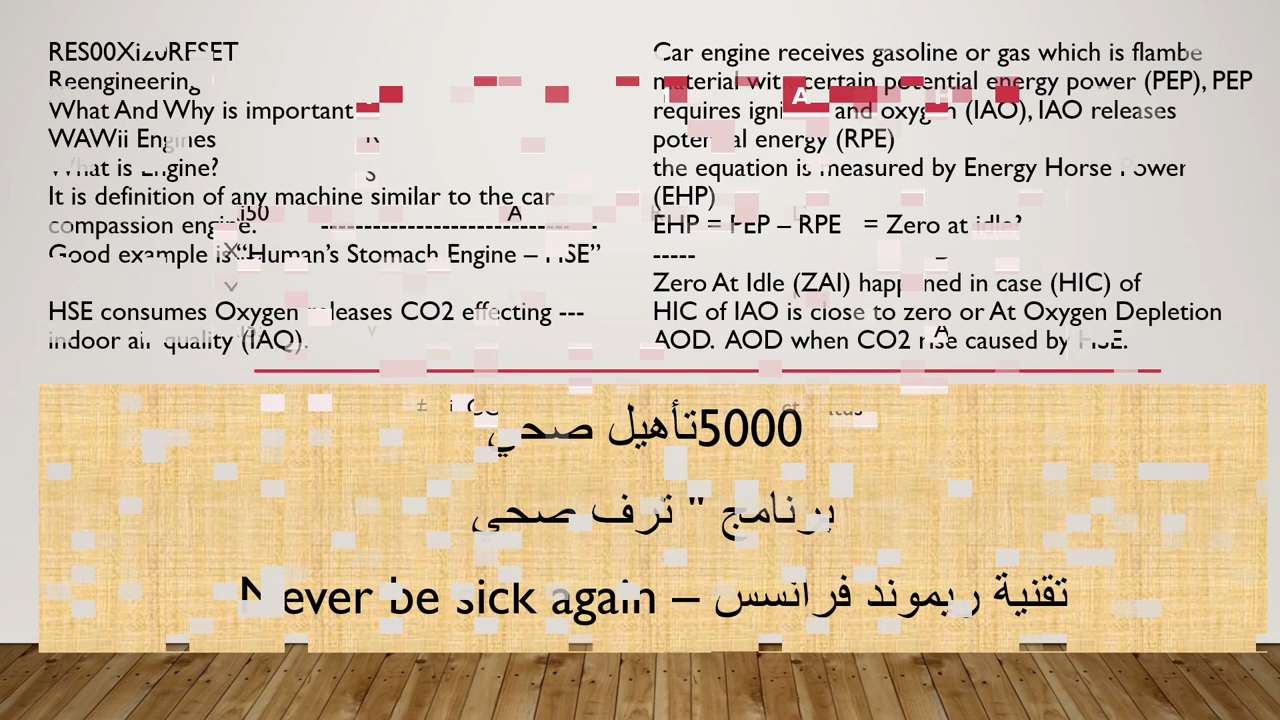 Reengineering
What And Why is important
WAWii Engines
What is Engine?
It is definition of any machine similar to the car
compassion engine. ----------------------------- -
Good example is “Human’s Stomach Engine – HSE”
HSE consumes Oxygen releases CO2 effecting ---
indoor air quality (IAQ).
Car engine receives gasoline or gas which is flambe
material with certain potential energy power (PEP), PEP
requires and oxygen (IAO), IAO releases
potential energy (RPE)
the equation is measured by Energy Horse Power
(EHP)
EHP = PEP – RPE = Zero at idle?
-----
Zero At Idle (ZAI) happened in case (HIC) of
HIC of IAO is close to zero or At Oxygen Depletion
AOD. AOD when CO2 rise caused by HSE.
5000تأهيل صحي
برنامج " ترف صحي
Never be sick again – تقنية ريموند فرانسس